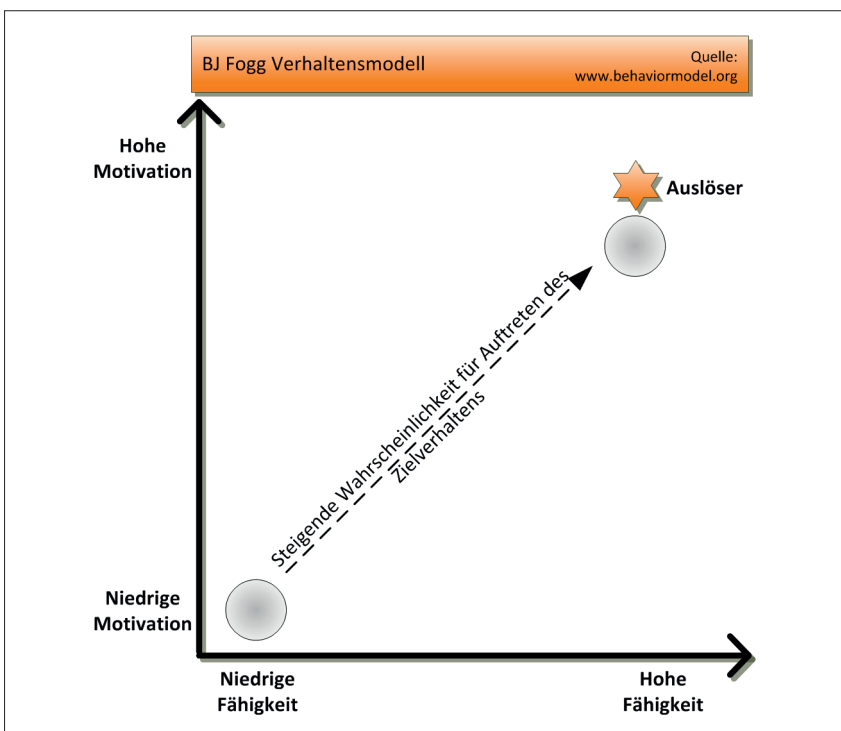 BJ Fogg Verhaltensmodell
Quelle:
www.behaviormodel.org
Hohe
Motivation
Auslöser
Steigende Wahrscheinlichkeit für Auftreten des
Zielverhaltens
Niedrige
Motivation
Niedrige
Fähigkeit
Hohe
Fähigkeit